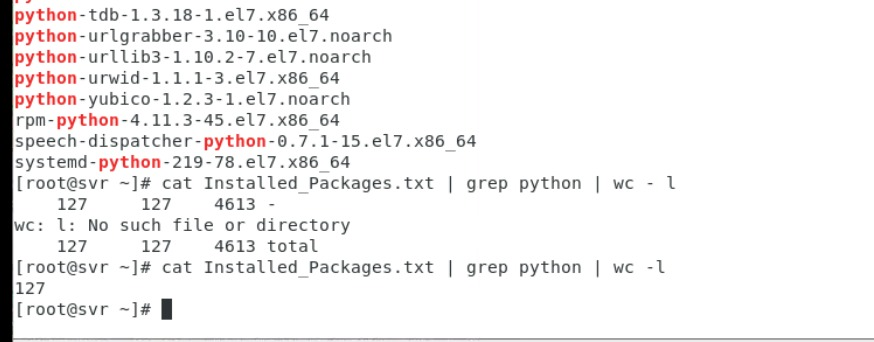 python-tdb-1.3.18-1.el7.x86_64
python-urlgrabber-3.10-10.el7.noarch
python-urllib3-1.10.2-7.el7.noarch
python-urwid-1.1.1-3.el7.x86_64
python-yubico-1.2.3-1.el7.noarch
rpm-python-4.11.3-45.el7.x86_64
speech-dispatcher-python-0.7.1-15.el7.x86_64
systemd-python-219-78.el7.x86_64
[root@svr ~]# cat Installed_Packages.txt | grep python | wc - l
    127     127    4613 -
wc: l: No such file or directory
    127     127    4613 total
[root@svr ~]# cat Installed_Packages.txt | grep python | wc -l
127
[root@svr ~]#